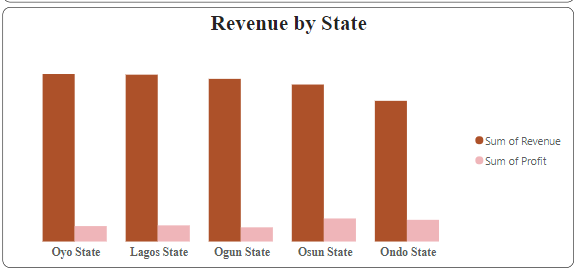 Revenue by State
Sum of Revenue
Sum of Profit
Oyo State Lagos State Ogun State Osun State Ondo State